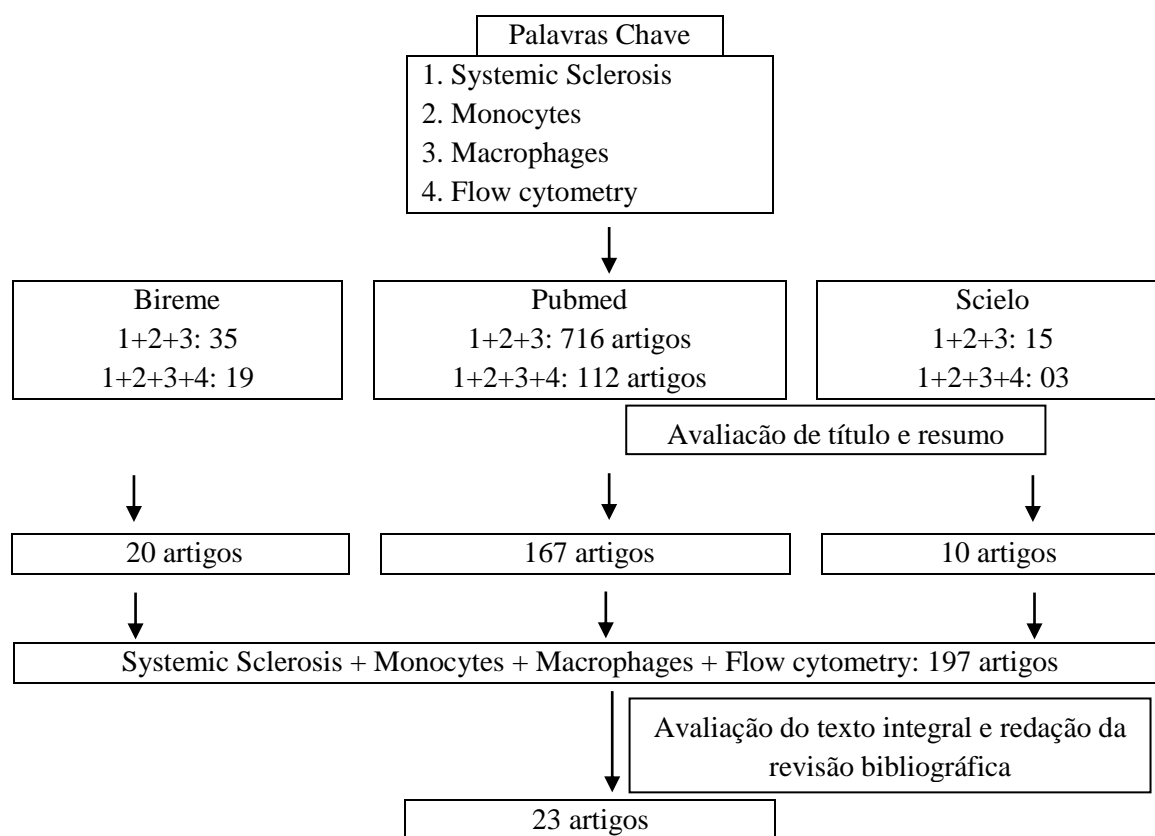 Palavras Chave
1. Systemic Sclerosis
2. Monocytes
3. Macrophages
4. Flow cytometry
Bireme
1+2+3: 35
1+2+3+4: 19
Pubmed
1+2+3: 716 artigos
1+2+3+4: 112 artigos
Scielo
1+2+3: 15
1+2+3+4: 03
Avaliacão de título e resumo
20 artigos
167 artigos
10 artigos
Systemic Sclerosis + Monocytes + Macrophages + Flow cytometry: 197 artigos
Avaliação do texto integral e redação da
revisão bibliográfica
23 artigos